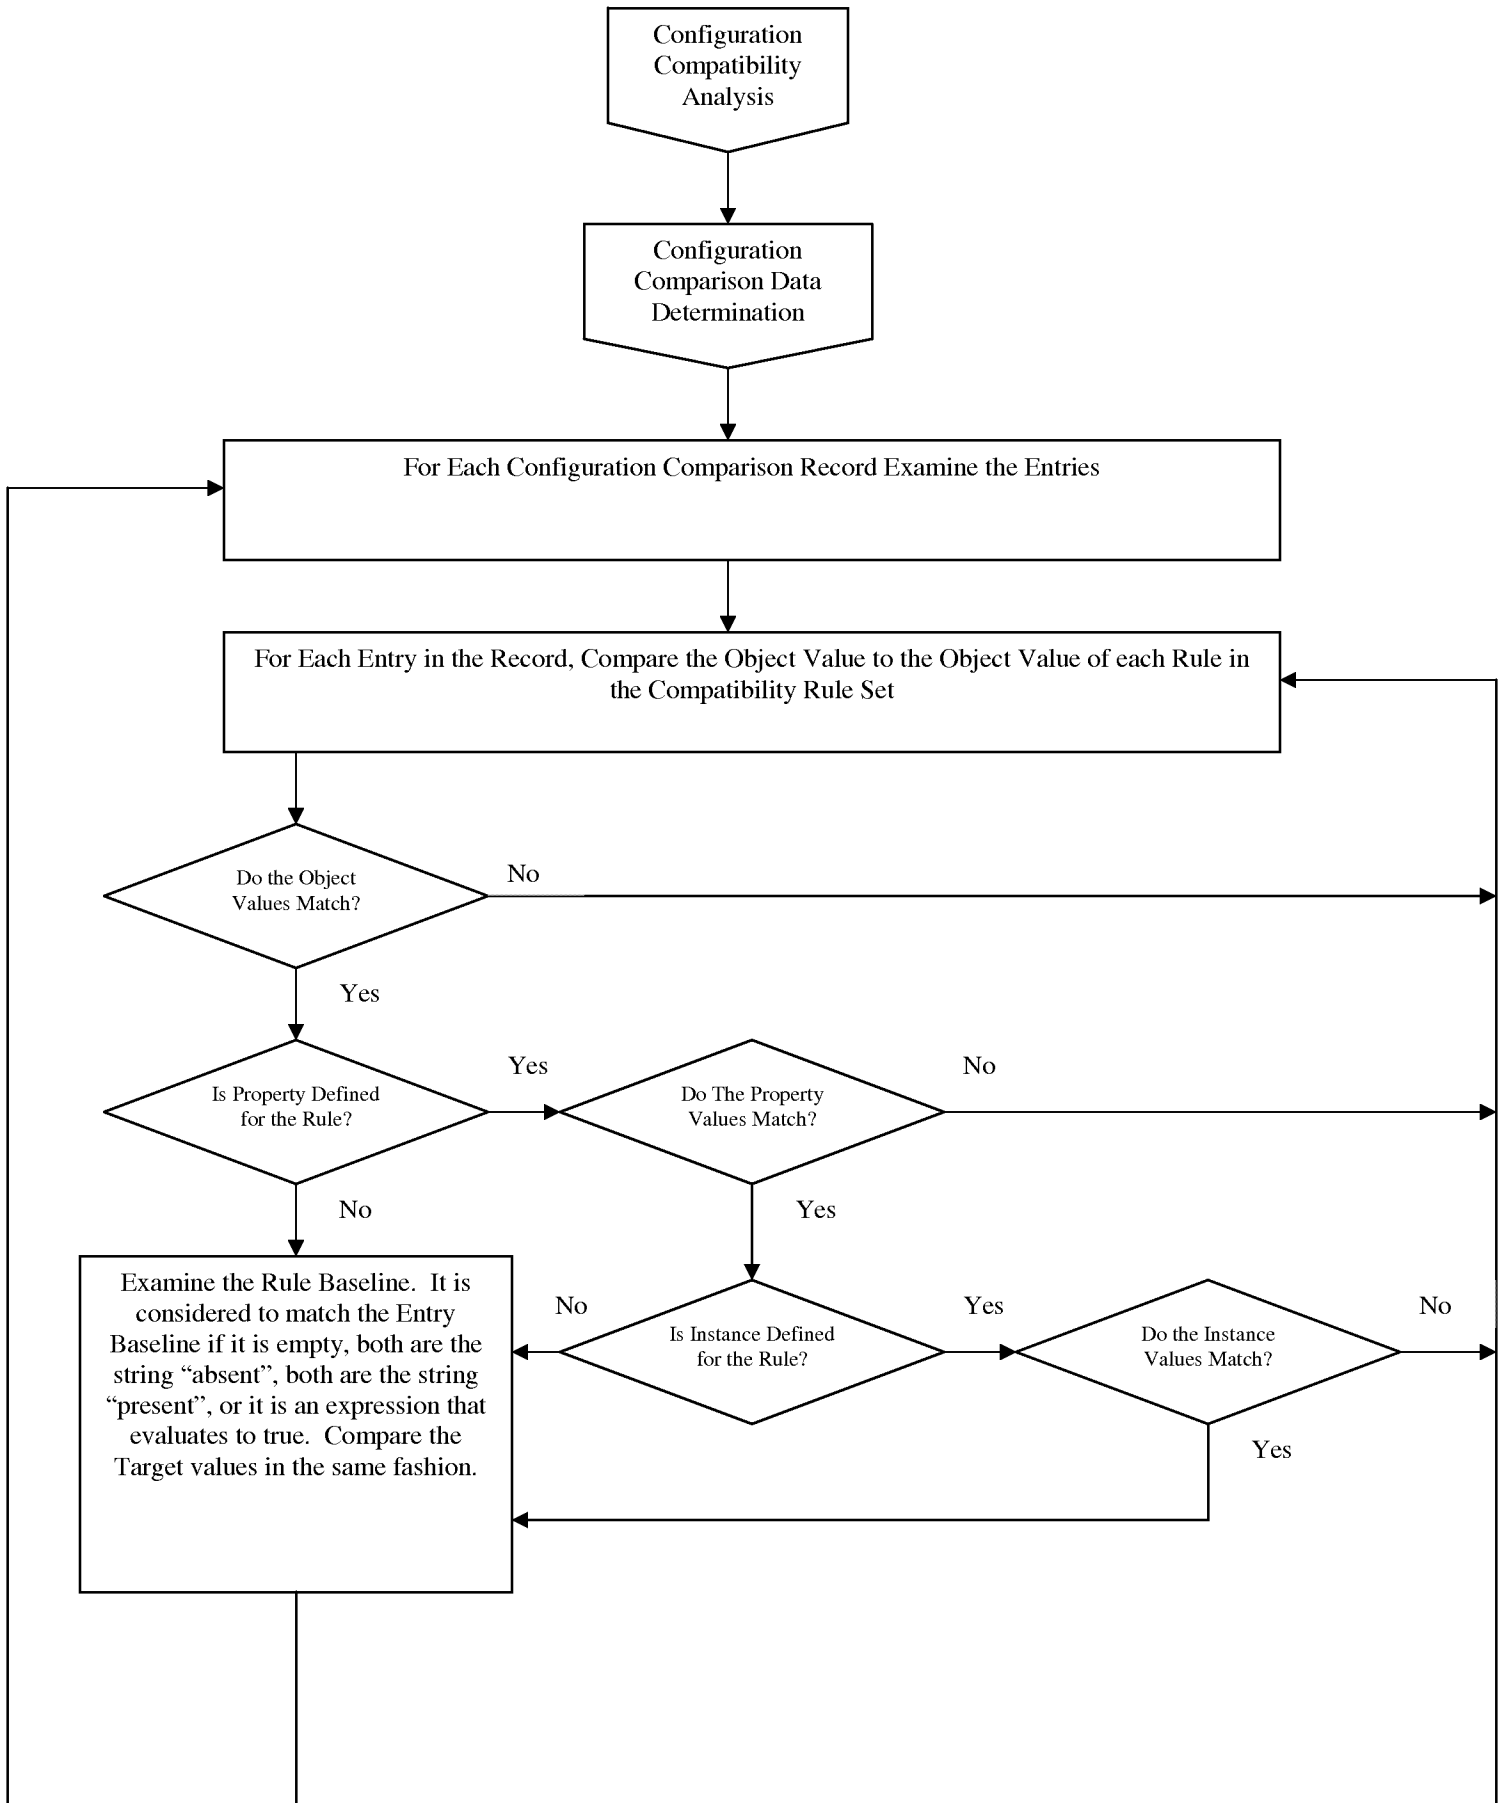 Configuration
Compatibility
Analysis
Configuration
Comparison Data
Determination
For Each Configuration Comparison Record Examine the Entries
For Each Entry in the Record, Compare the Object Value to the Object Value of each Rule in
the Compatibility Rule Set
Do the Object
Values Match?
No
Yes
Is Property Defined
for the Rule?
Yes
Do The Property
Values Match?
No
No
Yes
Examine the Rule Baseline.  It is
considered to match the Entry
Baseline if it is empty, both are the
string “absent”, both are the string
“present”, or it is an expression that
evaluates to true.  Compare the
Target values in the same fashion.
No
Is Instance Defined
for the Rule?
Yes
Do the Instance
Values Match?
No
Yes